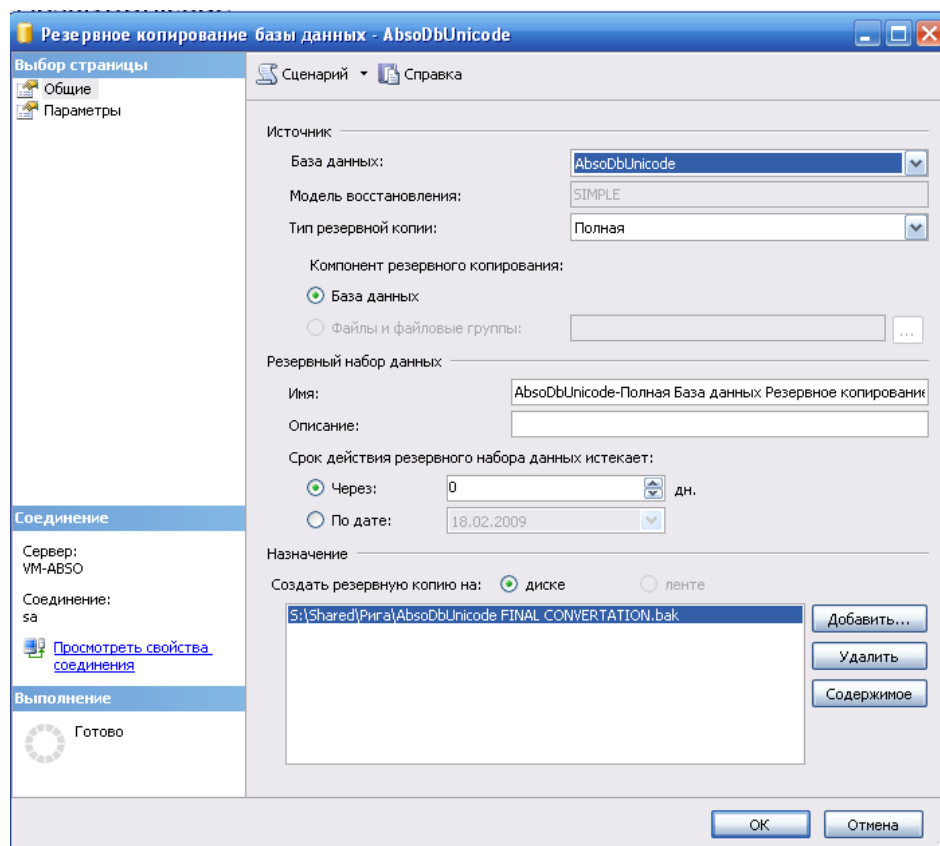 Резервное копирование базы данных - AbsoDbUnicode
Выбор страницы
Общие
Параметры
Сценарий
Справка
Источник
База данных:
AbsoDbUnicode
Модель восстановления:
SIMPLE
Тип резервной копии:
Полная
Компонент резервного копирования:
База данных
Файлы и файловые группы:
...
Резервный набор данных
Имя:
AbsoDbUnicode-Полная База данных Резервное копирование
Описание:
Срок действия резервного набора данных истекает:
Через:
0
дн.
По дате:
18.02.2009
Назначение
Создать резервную копию на:
диске
ленте
S:\Shared\Рига\AbsoDbUnicode FINAL CONVERTATION.bak
Добавить...
Удалить
Содержимое
Соединение
Сервер:
VM-ABSO
Соединение:
sa
Просмотреть свойства
соединения
Выполнение
Готово
ОК
Отмена